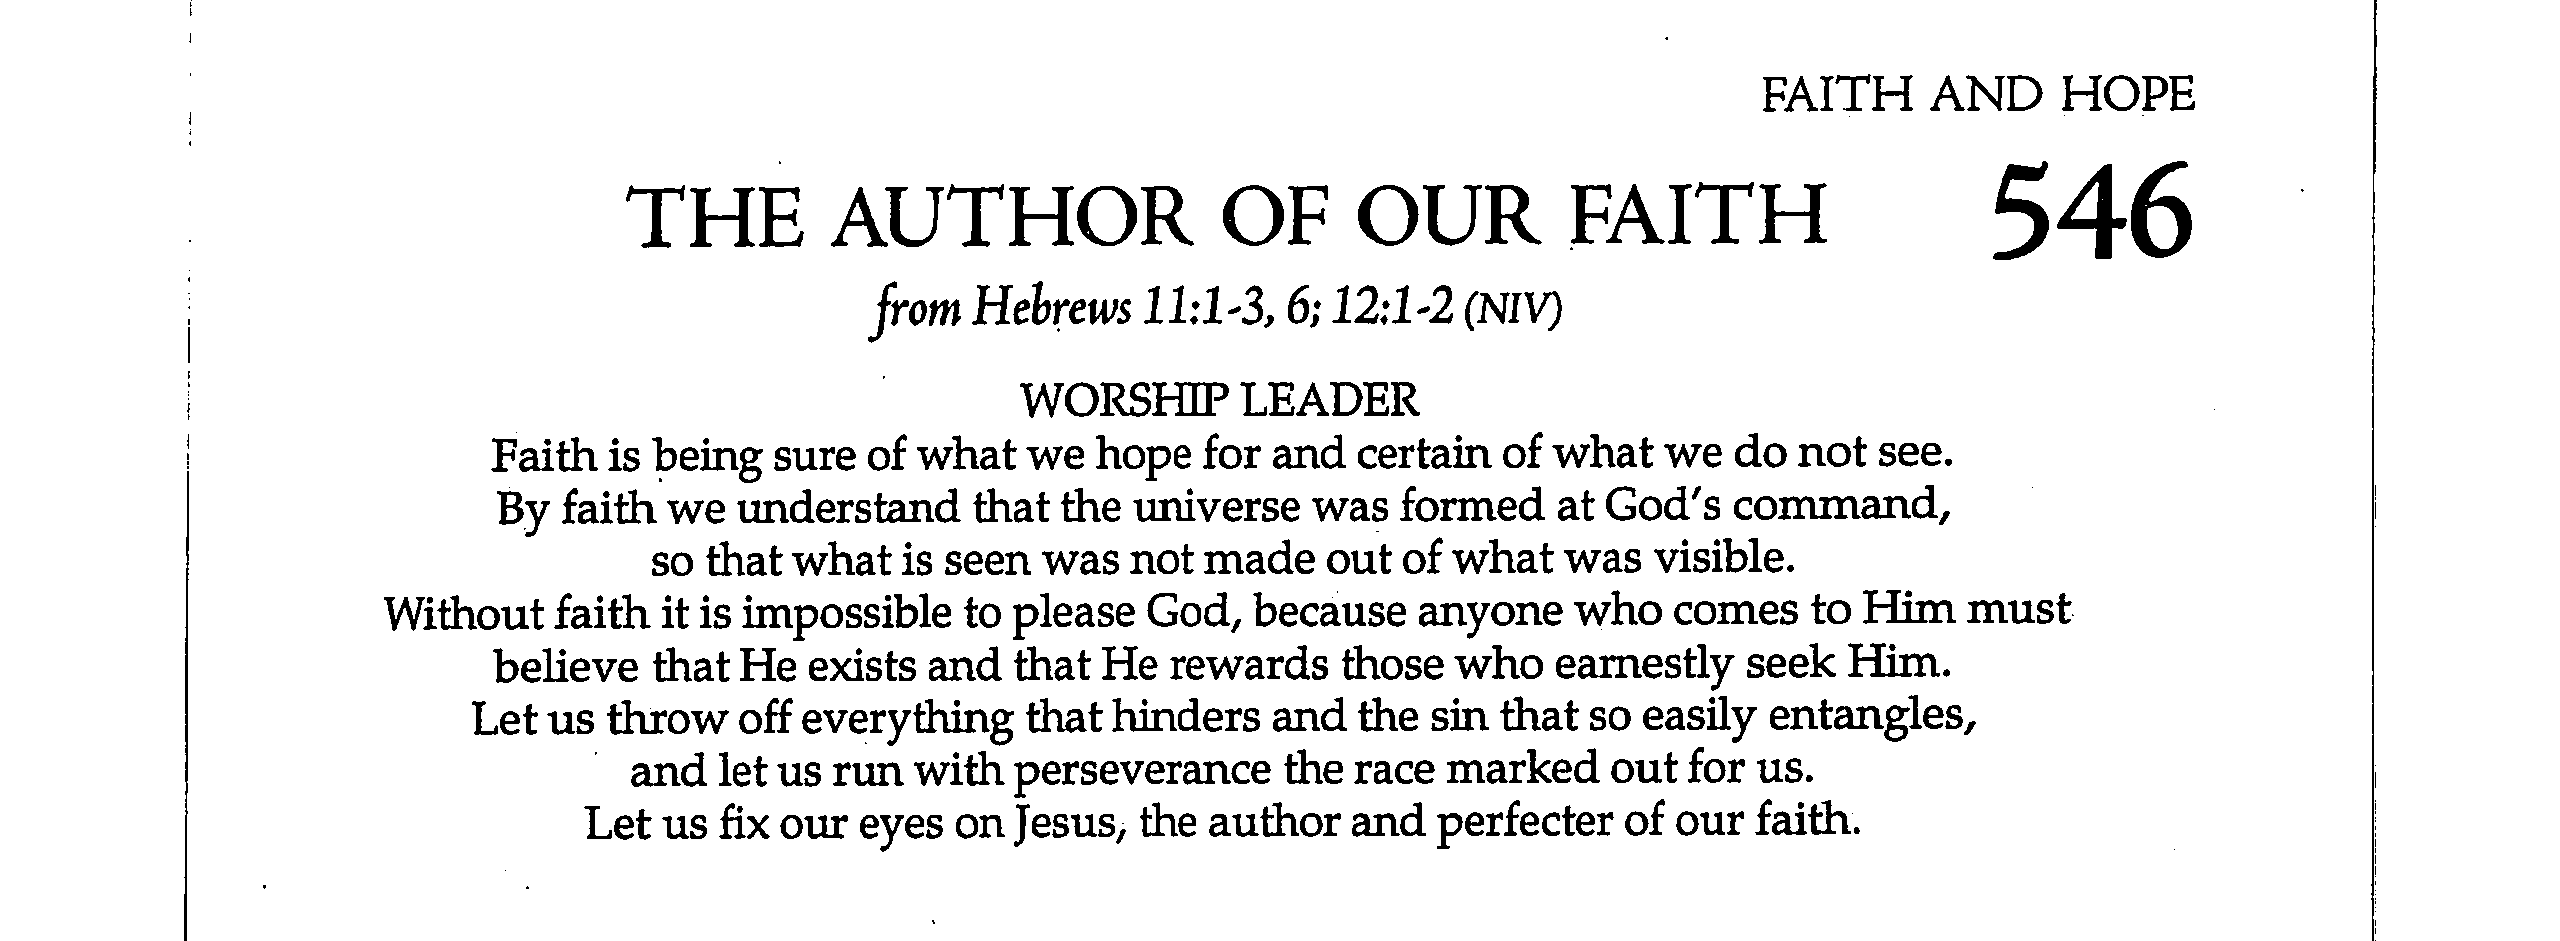 FAITH AND HOPE
THE AUTHOR OF OUR FAITH 546
from Hebrews 11:1-3, 6; 12:1-2 (NIV)
WORSHIP LEADER
Faith is being sure of what we hope for and certain of what we do not see.
By faith we understand that the universe was formed at God's command,
so that what is seen was not made out of what was visible.
Without faith it is impossible to please God, because anyone who comes to Him must
believe that He exists and that He rewards those who earnestly seek Him.
Let us throw off everything that hinders and the sin that so easily entangles,
and let us run with perseverance the race marked out for us.
Let us fix our eyes on Jesus, the author and perfecter of our faith.